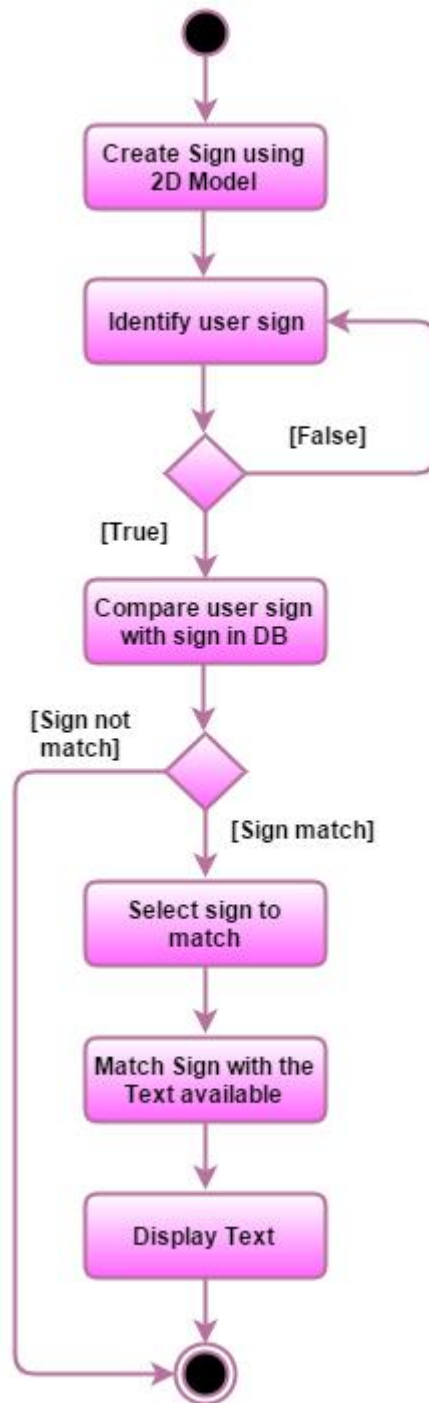 Create Sign using
2D Model
Identify user sign
[False]
[True]
Compare user sign
with sign in DB
[Sign not
match]
[Sign match]
Select sign to
match
Match Sign with the
Text available
Display Text